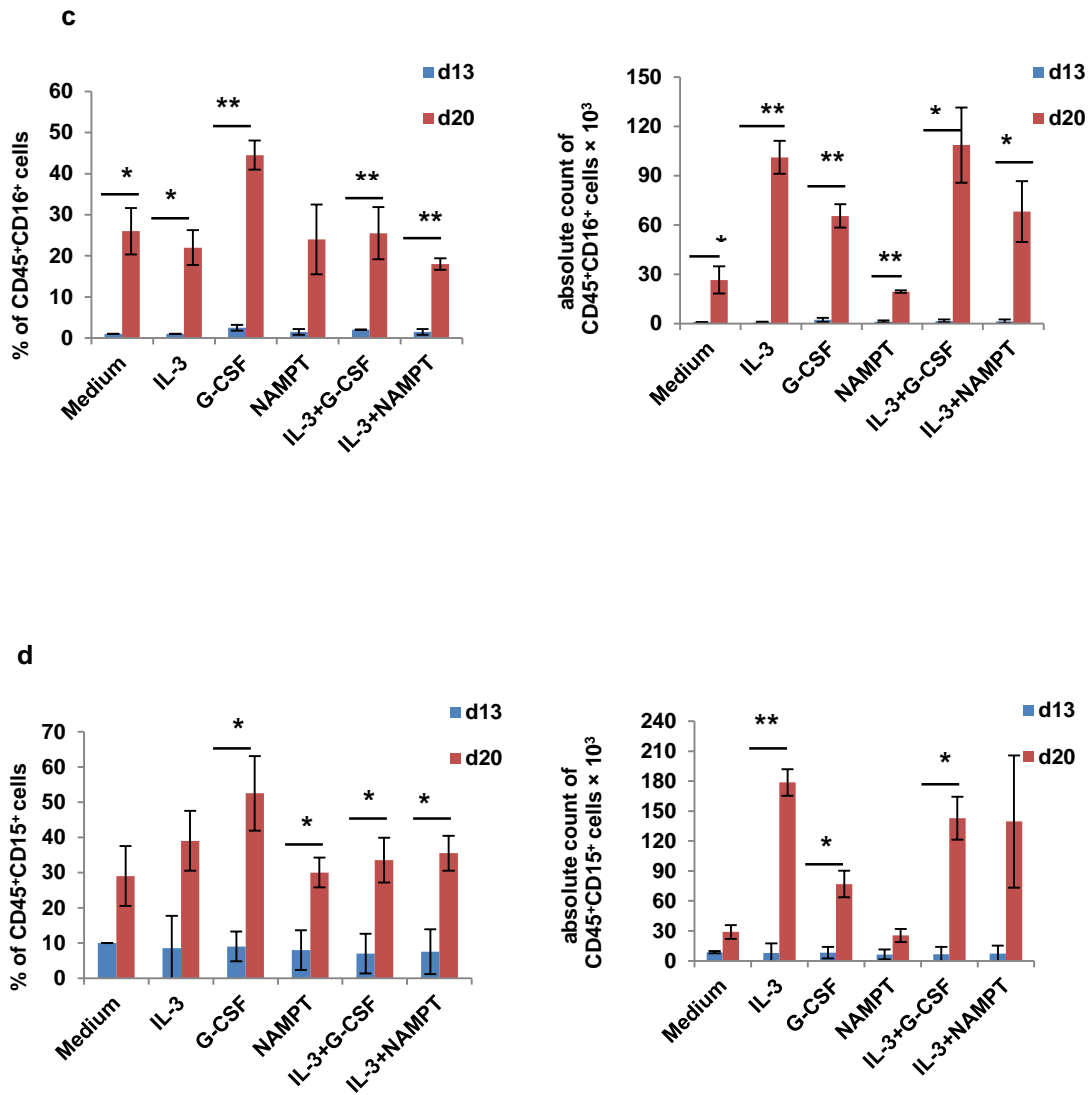 c
d13
d20
% of CD45⁺CD16⁺ cells
60
50
40
30
20
10
0
*
*
**
**
**
Medium
IL-3
G-CSF
NAMPT
IL-3+G-CSF
IL-3+NAMPT
d13
d20
absolute count of
CD45⁺CD16⁺ cells × 10³
150
120
90
60
30
0
*
**
**
**
*
*
Medium
IL-3
G-CSF
NAMPT
IL-3+G-CSF
IL-3+NAMPT
d
d13
d20
% of CD45⁺CD15⁺ cells
70
60
50
40
30
20
10
0
*
*
*
*
Medium
IL-3
G-CSF
NAMPT
IL-3+G-CSF
IL-3+NAMPT
d13
d20
absolute count of
CD45⁺CD15⁺ cells × 10³
240
210
180
150
120
90
60
30
0
**
*
*
Medium
IL-3
G-CSF
NAMPT
IL-3+G-CSF
IL-3+NAMPT